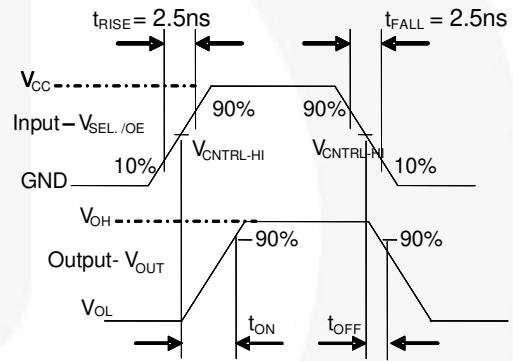 tRISE = 2.5ns
tFALL = 2.5ns
VCC
90%
90%
Input – VSEL. /OE
VCNTRL-HI
VCNTRL-HI
10%
10%
GND
VOH
90%
90%
Output- VOUT
VOL
tON
tOFF